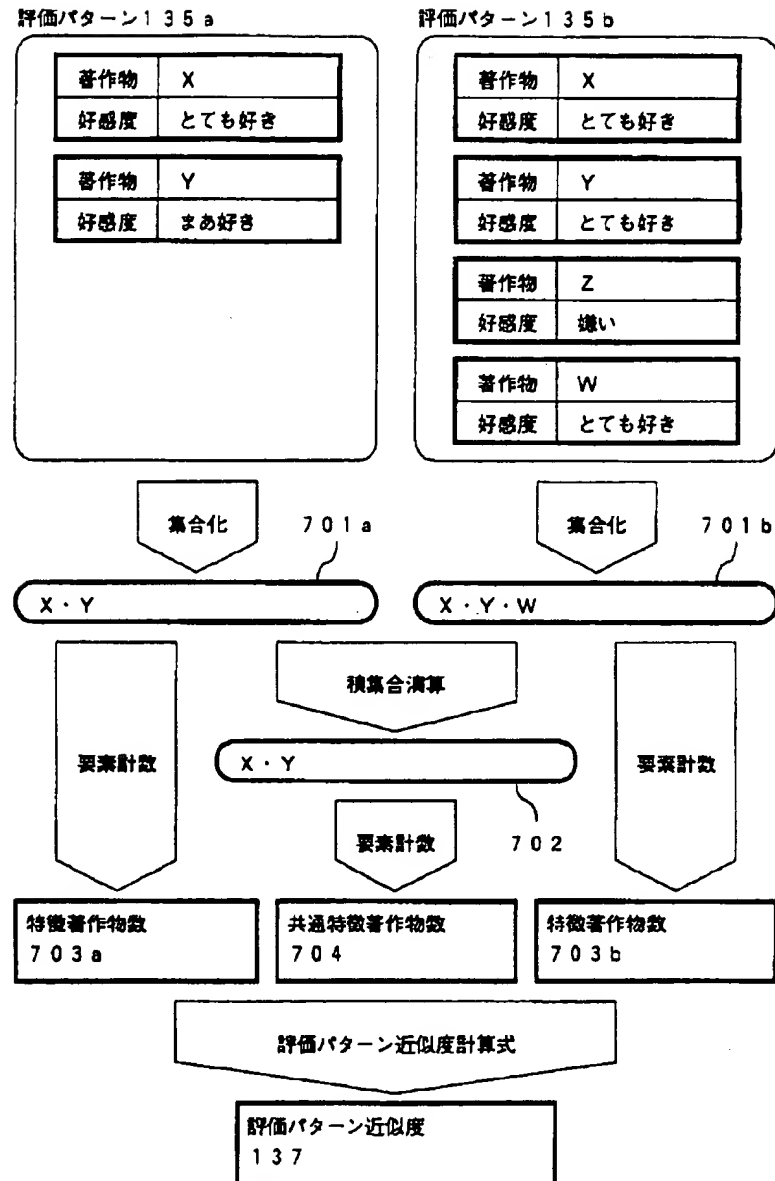 評価パターン135a
著作物 X
好感度 とても好き
著作物 Y
好感度 まあ好き
評価パターン135b
著作物 X
好感度 とても好き
著作物 Y
好感度 とても好き
著作物 Z
好感度 嫌い
著作物 W
好感度 とても好き
集合化
701a
集合化
701b
X・Y
X・Y・W
積集合演算
要素計数
X・Y
要素計数
要素計数
702
特徴著作物数
703a
共通特徴著作物数
704
特徴著作物数
703b
評価パターン近似度計算式
評価パターン近似度
137